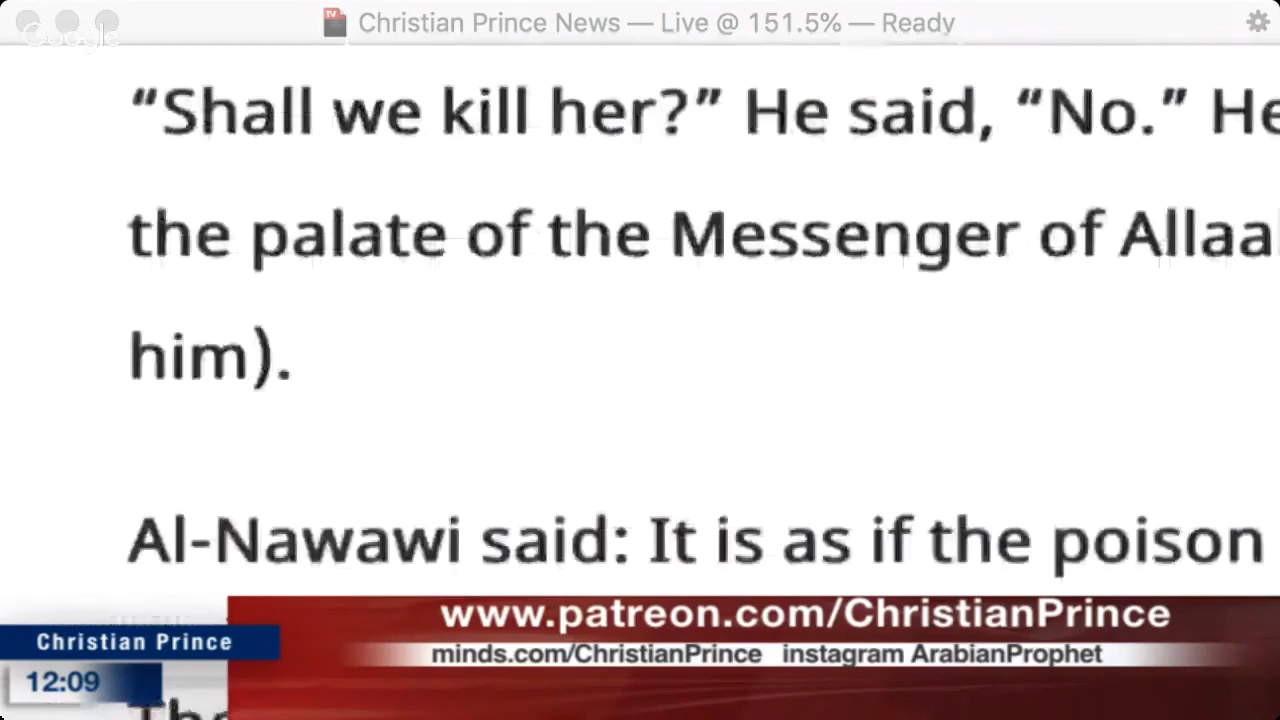 TV Christian Prince News — Live @ 151.5% — Ready
Google
“Shall we kill her?” He said, “No.” He
the palate of the Messenger of Allaa
him).
Al-Nawawi said: It is as if the poison
www.patreon.com/ChristianPrince
Christian Prince
minds.com/ChristianPrince instagram ArabianProphet
12:09